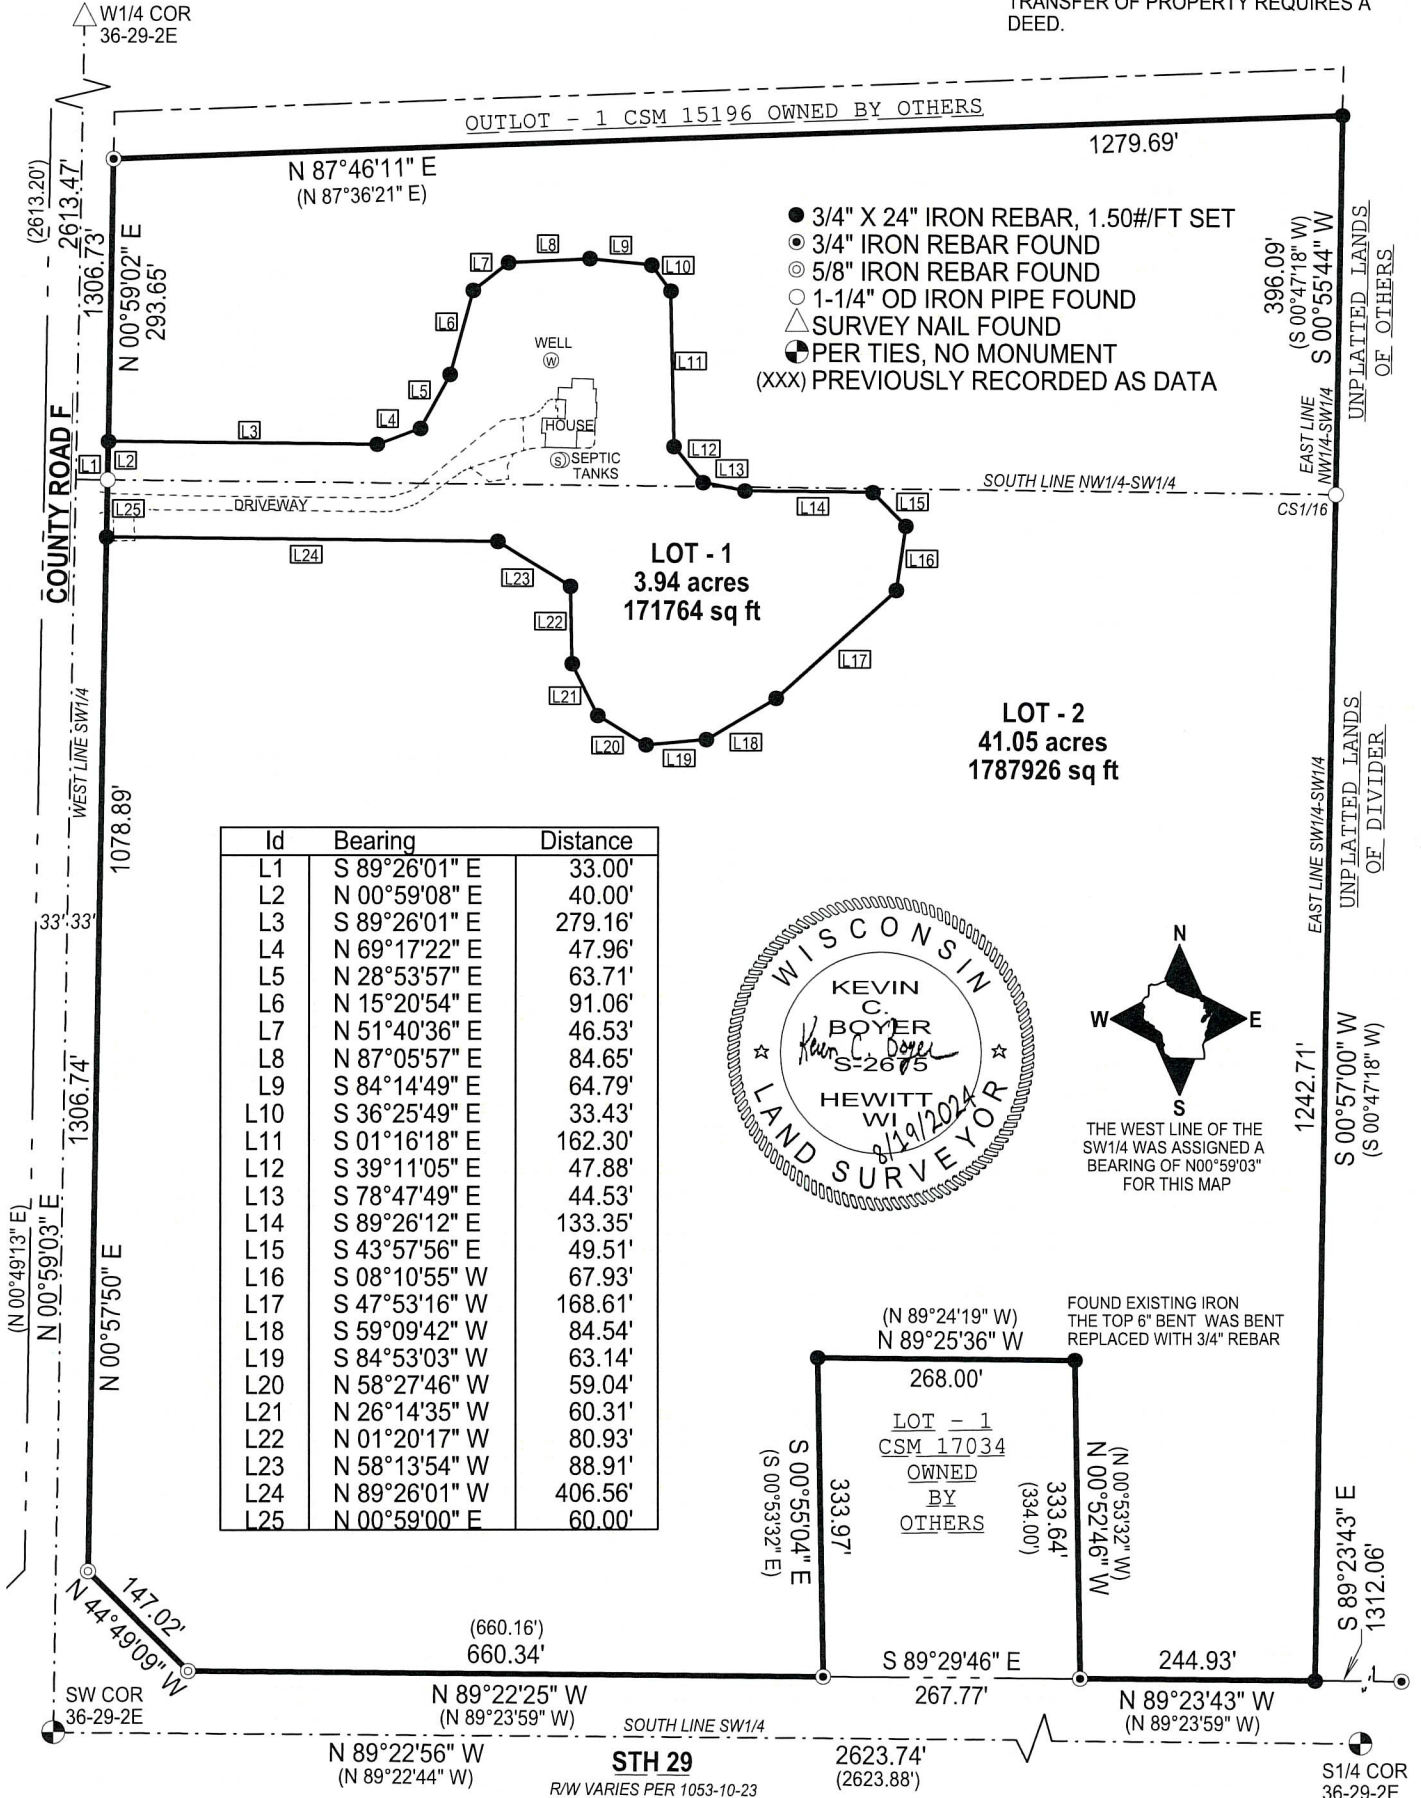 TRANSFER OF PROPERTY REQUIRES A
DEED.
W1/4 COR
36-29-2E
OUTLOT - 1 CSM 15196 OWNED BY OTHERS
1279.69'
N 87°46'11" E
(N 87°36'21" E)
(2613.20')
2613.47'
1306.73'
N 00°59'02" E
293.65'
3/4" X 24" IRON REBAR, 1.50#/FT SET
3/4" IRON REBAR FOUND
5/8" IRON REBAR FOUND
1-1/4" OD IRON PIPE FOUND
SURVEY NAIL FOUND
PER TIES, NO MONUMENT
(XXX) PREVIOUSLY RECORDED AS DATA
396.09'
(S 00°47'18" W)
S 00°55'44" W
UNPLATTED LANDS
OF OTHERS
EAST LINE
NW1/4-SW1/4
L8
L9
L7
L10
L6
WELL
W
L11
L5
L4
L3
HOUSE
L12
S SEPTIC
TANKS
L1
L2
L13
SOUTH LINE NW1/4-SW1/4
CS1/16
COUNTY ROAD F
L25
DRIVEWAY
L14
L15
L24
L23
L16
LOT - 1
3.94 acres
171764 sq ft
L22
L17
L21
L20
L19
L18
LOT - 2
41.05 acres
1787926 sq ft
WEST LINE SW1/4
1078.89'
33' 33'
1306.74'
(N 00°49'13" E)
N 00°59'03" E
N 00°57'50" E
EAST LINE SW1/4-SW1/4
UNPLATTED LANDS
OF DIVIDER
1242.71'
S 00°57'00" W
(S 00°47'18" W)
Id Bearing Distance
L1 S 89°26'01" E 33.00'
L2 N 00°59'08" E 40.00'
L3 S 89°26'01" E 279.16'
L4 N 69°17'22" E 47.96'
L5 N 28°53'57" E 63.71'
L6 N 15°20'54" E 91.06'
L7 N 51°40'36" E 46.53'
L8 N 87°05'57" E 84.65'
L9 S 84°14'49" E 64.79'
L10 S 36°25'49" E 33.43'
L11 S 01°16'18" E 162.30'
L12 S 39°11'05" E 47.88'
L13 S 78°47'49" E 44.53'
L14 S 89°26'12" E 133.35'
L15 S 43°57'56" E 49.51'
L16 S 08°10'55" W 67.93'
L17 S 47°53'16" W 168.61'
L18 S 59°09'42" W 84.54'
L19 S 84°53'03" W 63.14'
L20 N 58°27'46" W 59.04'
L21 N 26°14'35" W 60.31'
L22 N 01°20'17" W 80.93'
L23 N 58°13'54" W 88.91'
L24 N 89°26'01" W 406.56'
L25 N 00°59'00" E 60.00'
WISCONSIN
KEVIN
C.
BOYER
Kevin C. Boyer
S-2675
HEWITT
WI
8/19/2024
LAND SURVEYOR
N
W E
S
THE WEST LINE OF THE
SW1/4 WAS ASSIGNED A
BEARING OF N00°59'03"
FOR THIS MAP
FOUND EXISTING IRON
THE TOP 6" BENT WAS BENT
REPLACED WITH 3/4" REBAR
(N 89°24'19" W)
N 89°25'36" W
268.00'
LOT - 1
CSM 17034
OWNED
BY
OTHERS
(S 00°53'32" E)
S 00°55'04" E
333.97'
(334.00')
333.64'
N 00°52'46" W
(N 00°53'32" W)
S 89°23'43" E
1312.06'
147.02'
N 44°49'09" W
(660.16')
660.34'
S 89°29'46" E
267.77'
244.93'
N 89°22'25" W
(N 89°23'59" W)
N 89°23'43" W
(N 89°23'59" W)
SW COR
36-29-2E
SOUTH LINE SW1/4
N 89°22'56" W
(N 89°22'44" W)
STH 29
R/W VARIES PER 1053-10-23
2623.74'
(2623.88')
S1/4 COR
36-29-2E